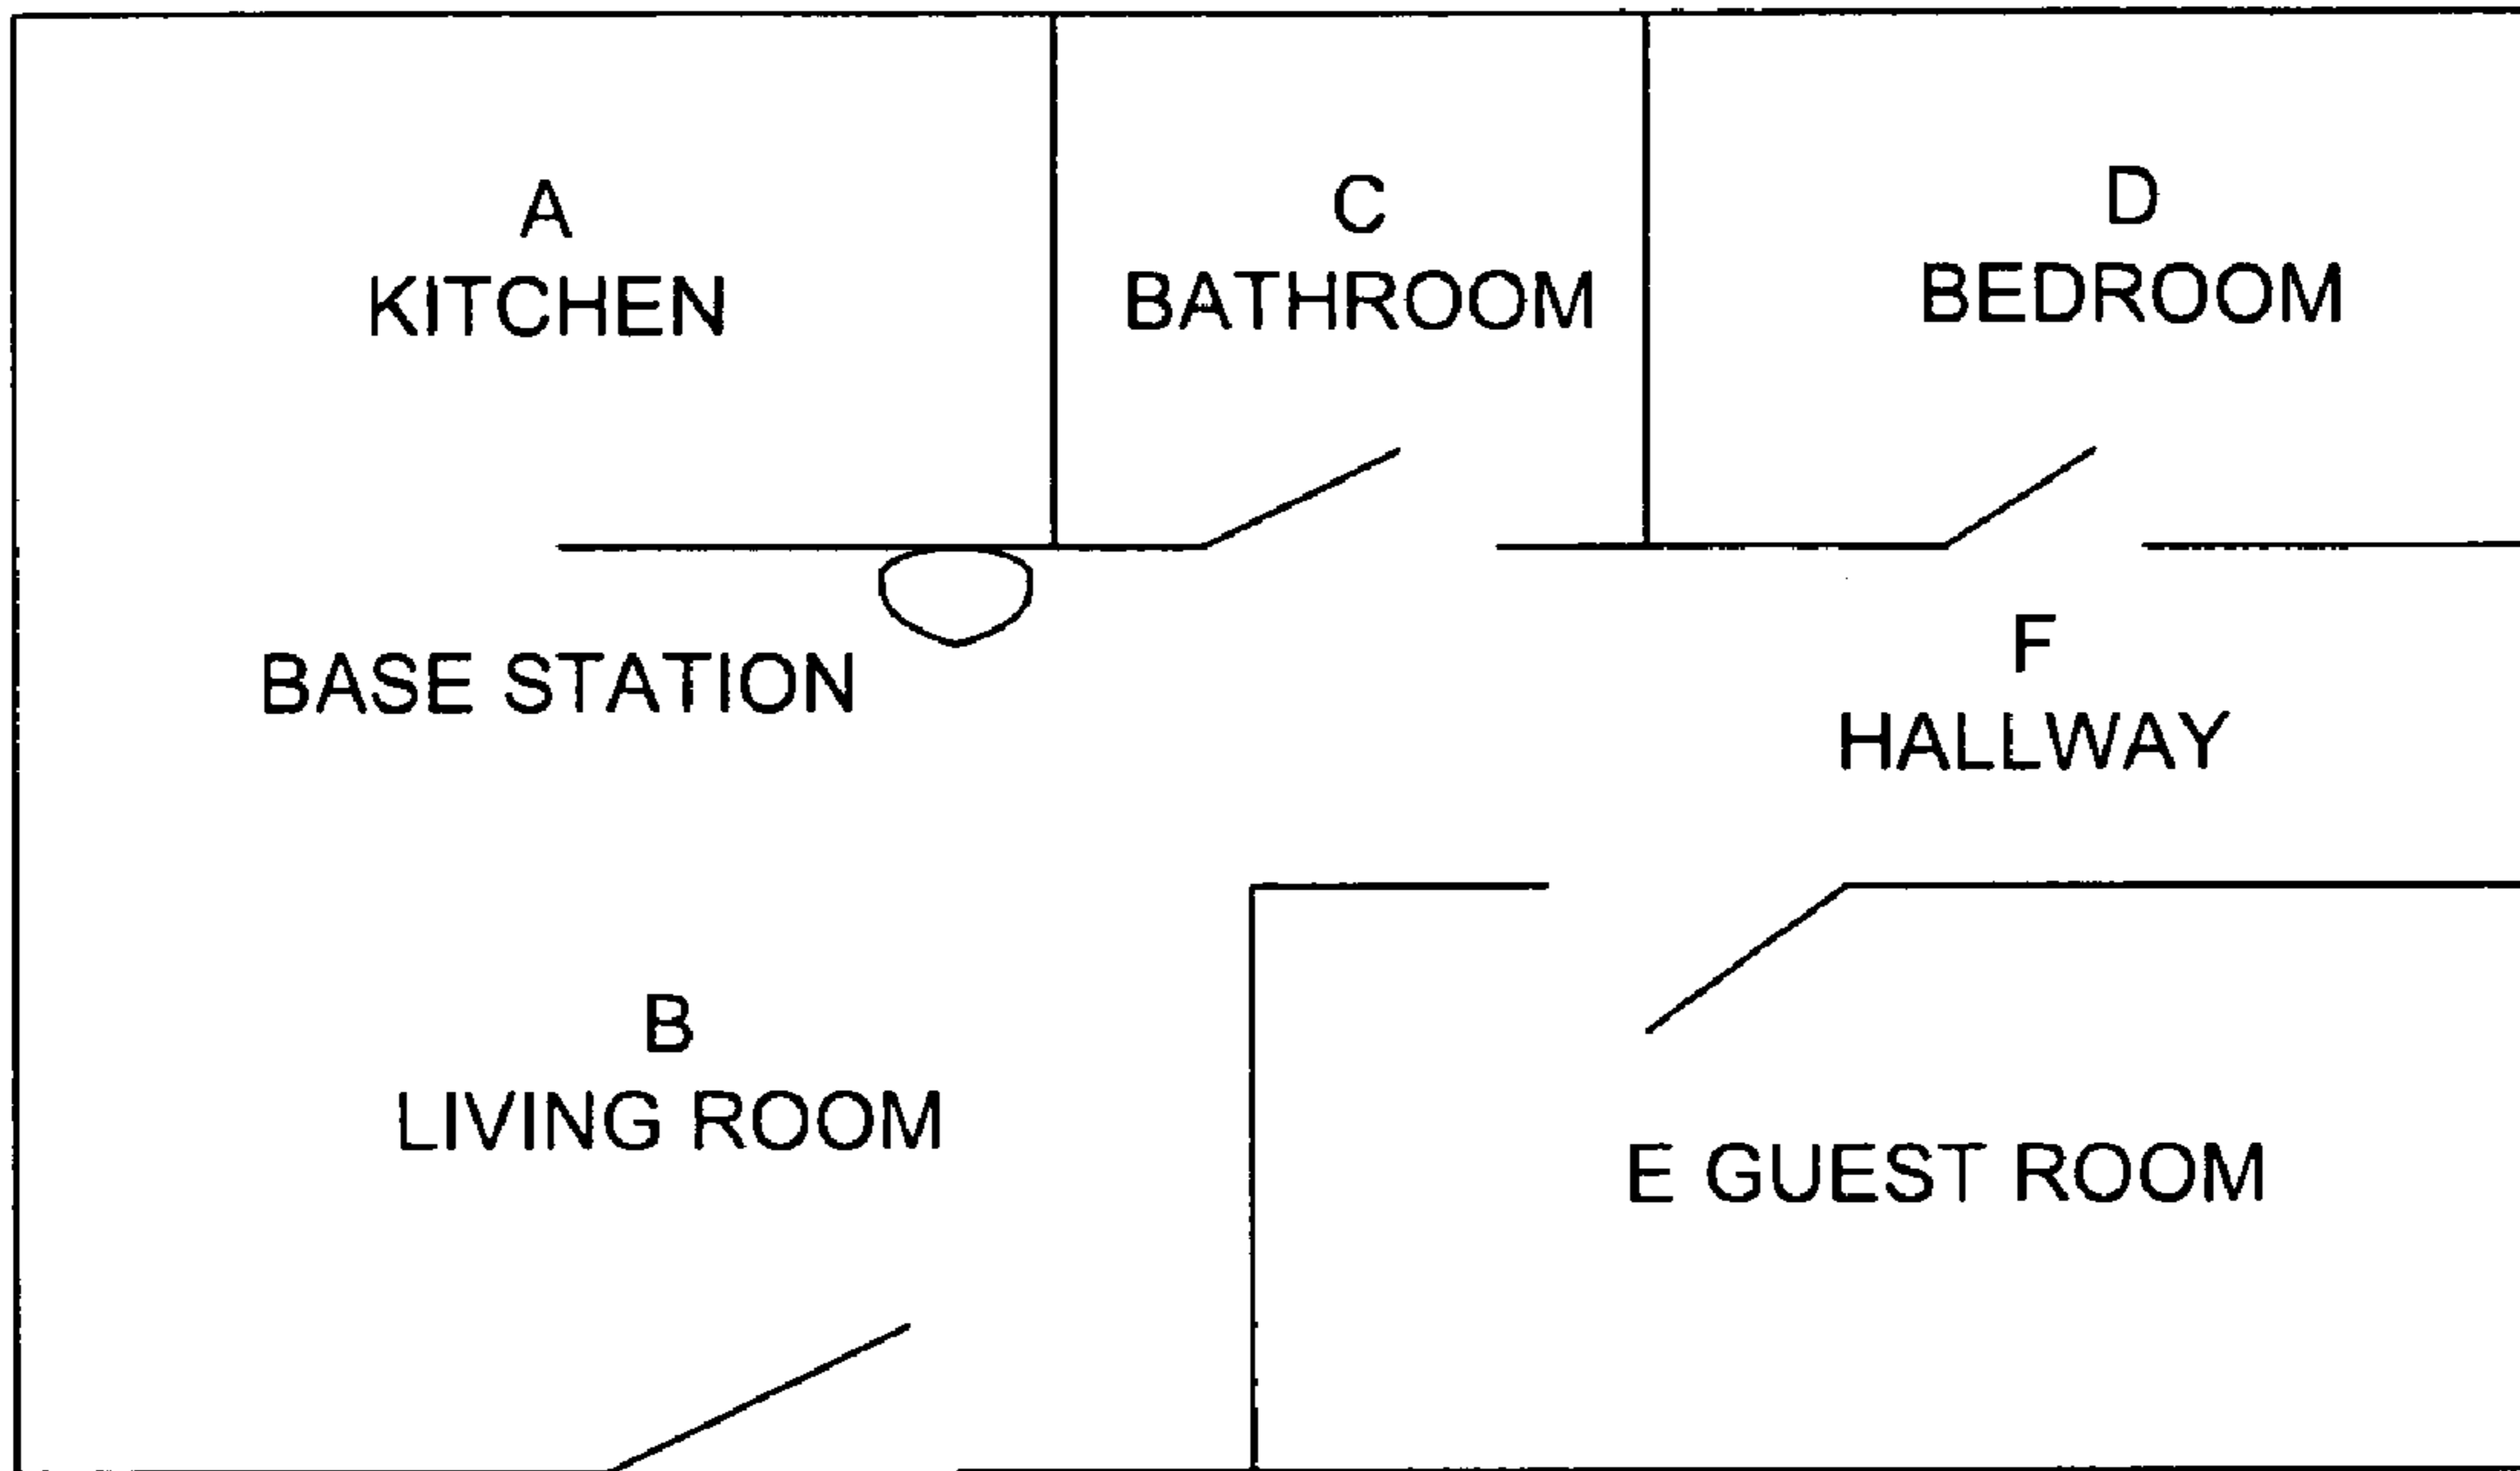 A
KITCHEN
C
BATHROOM
D
BEDROOM
BASE STATION
F
HALLWAY
B
LIVING ROOM
E GUEST ROOM